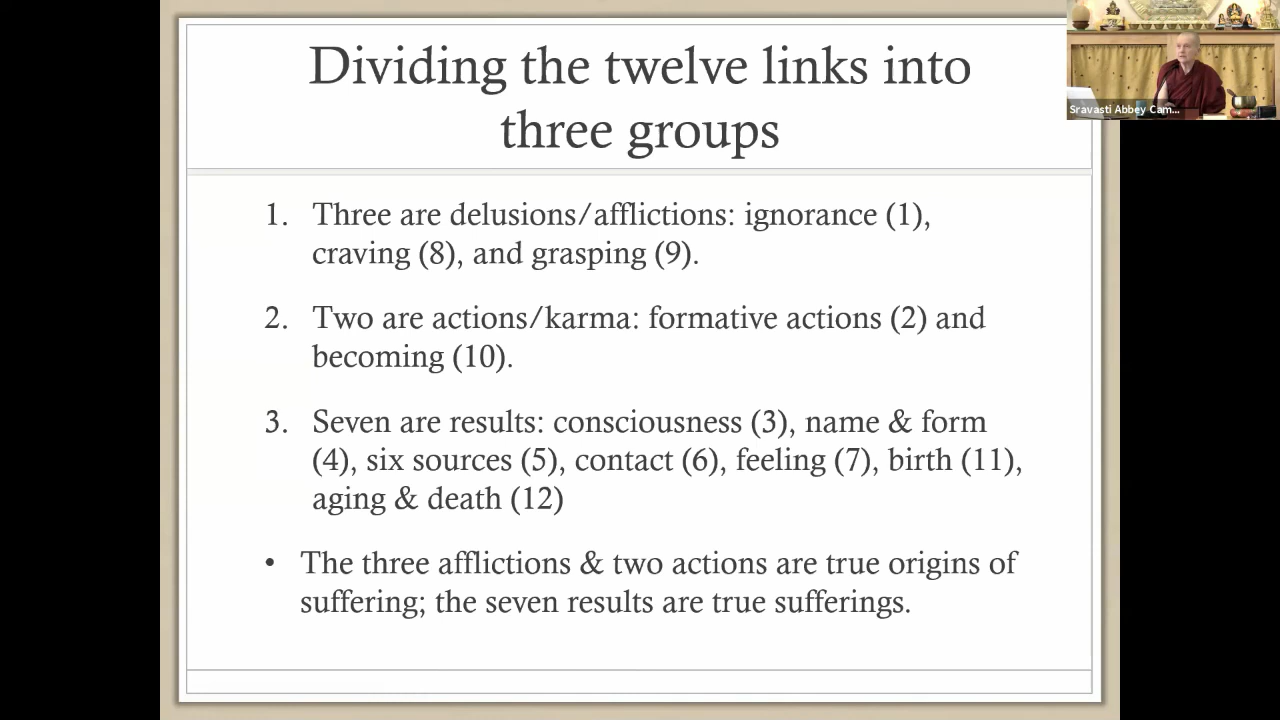 Dividing the twelve links into
three groups
Sravasti Abbey Cam...
1. Three are delusions/afflictions: ignorance (1),
craving (8), and grasping (9).
2. Two are actions/karma: formative actions (2) and
becoming (10).
3. Seven are results: consciousness (3), name & form
(4), six sources (5), contact (6), feeling (7), birth (11),
aging & death (12)
• The three afflictions & two actions are true origins of
suffering; the seven results are true sufferings.